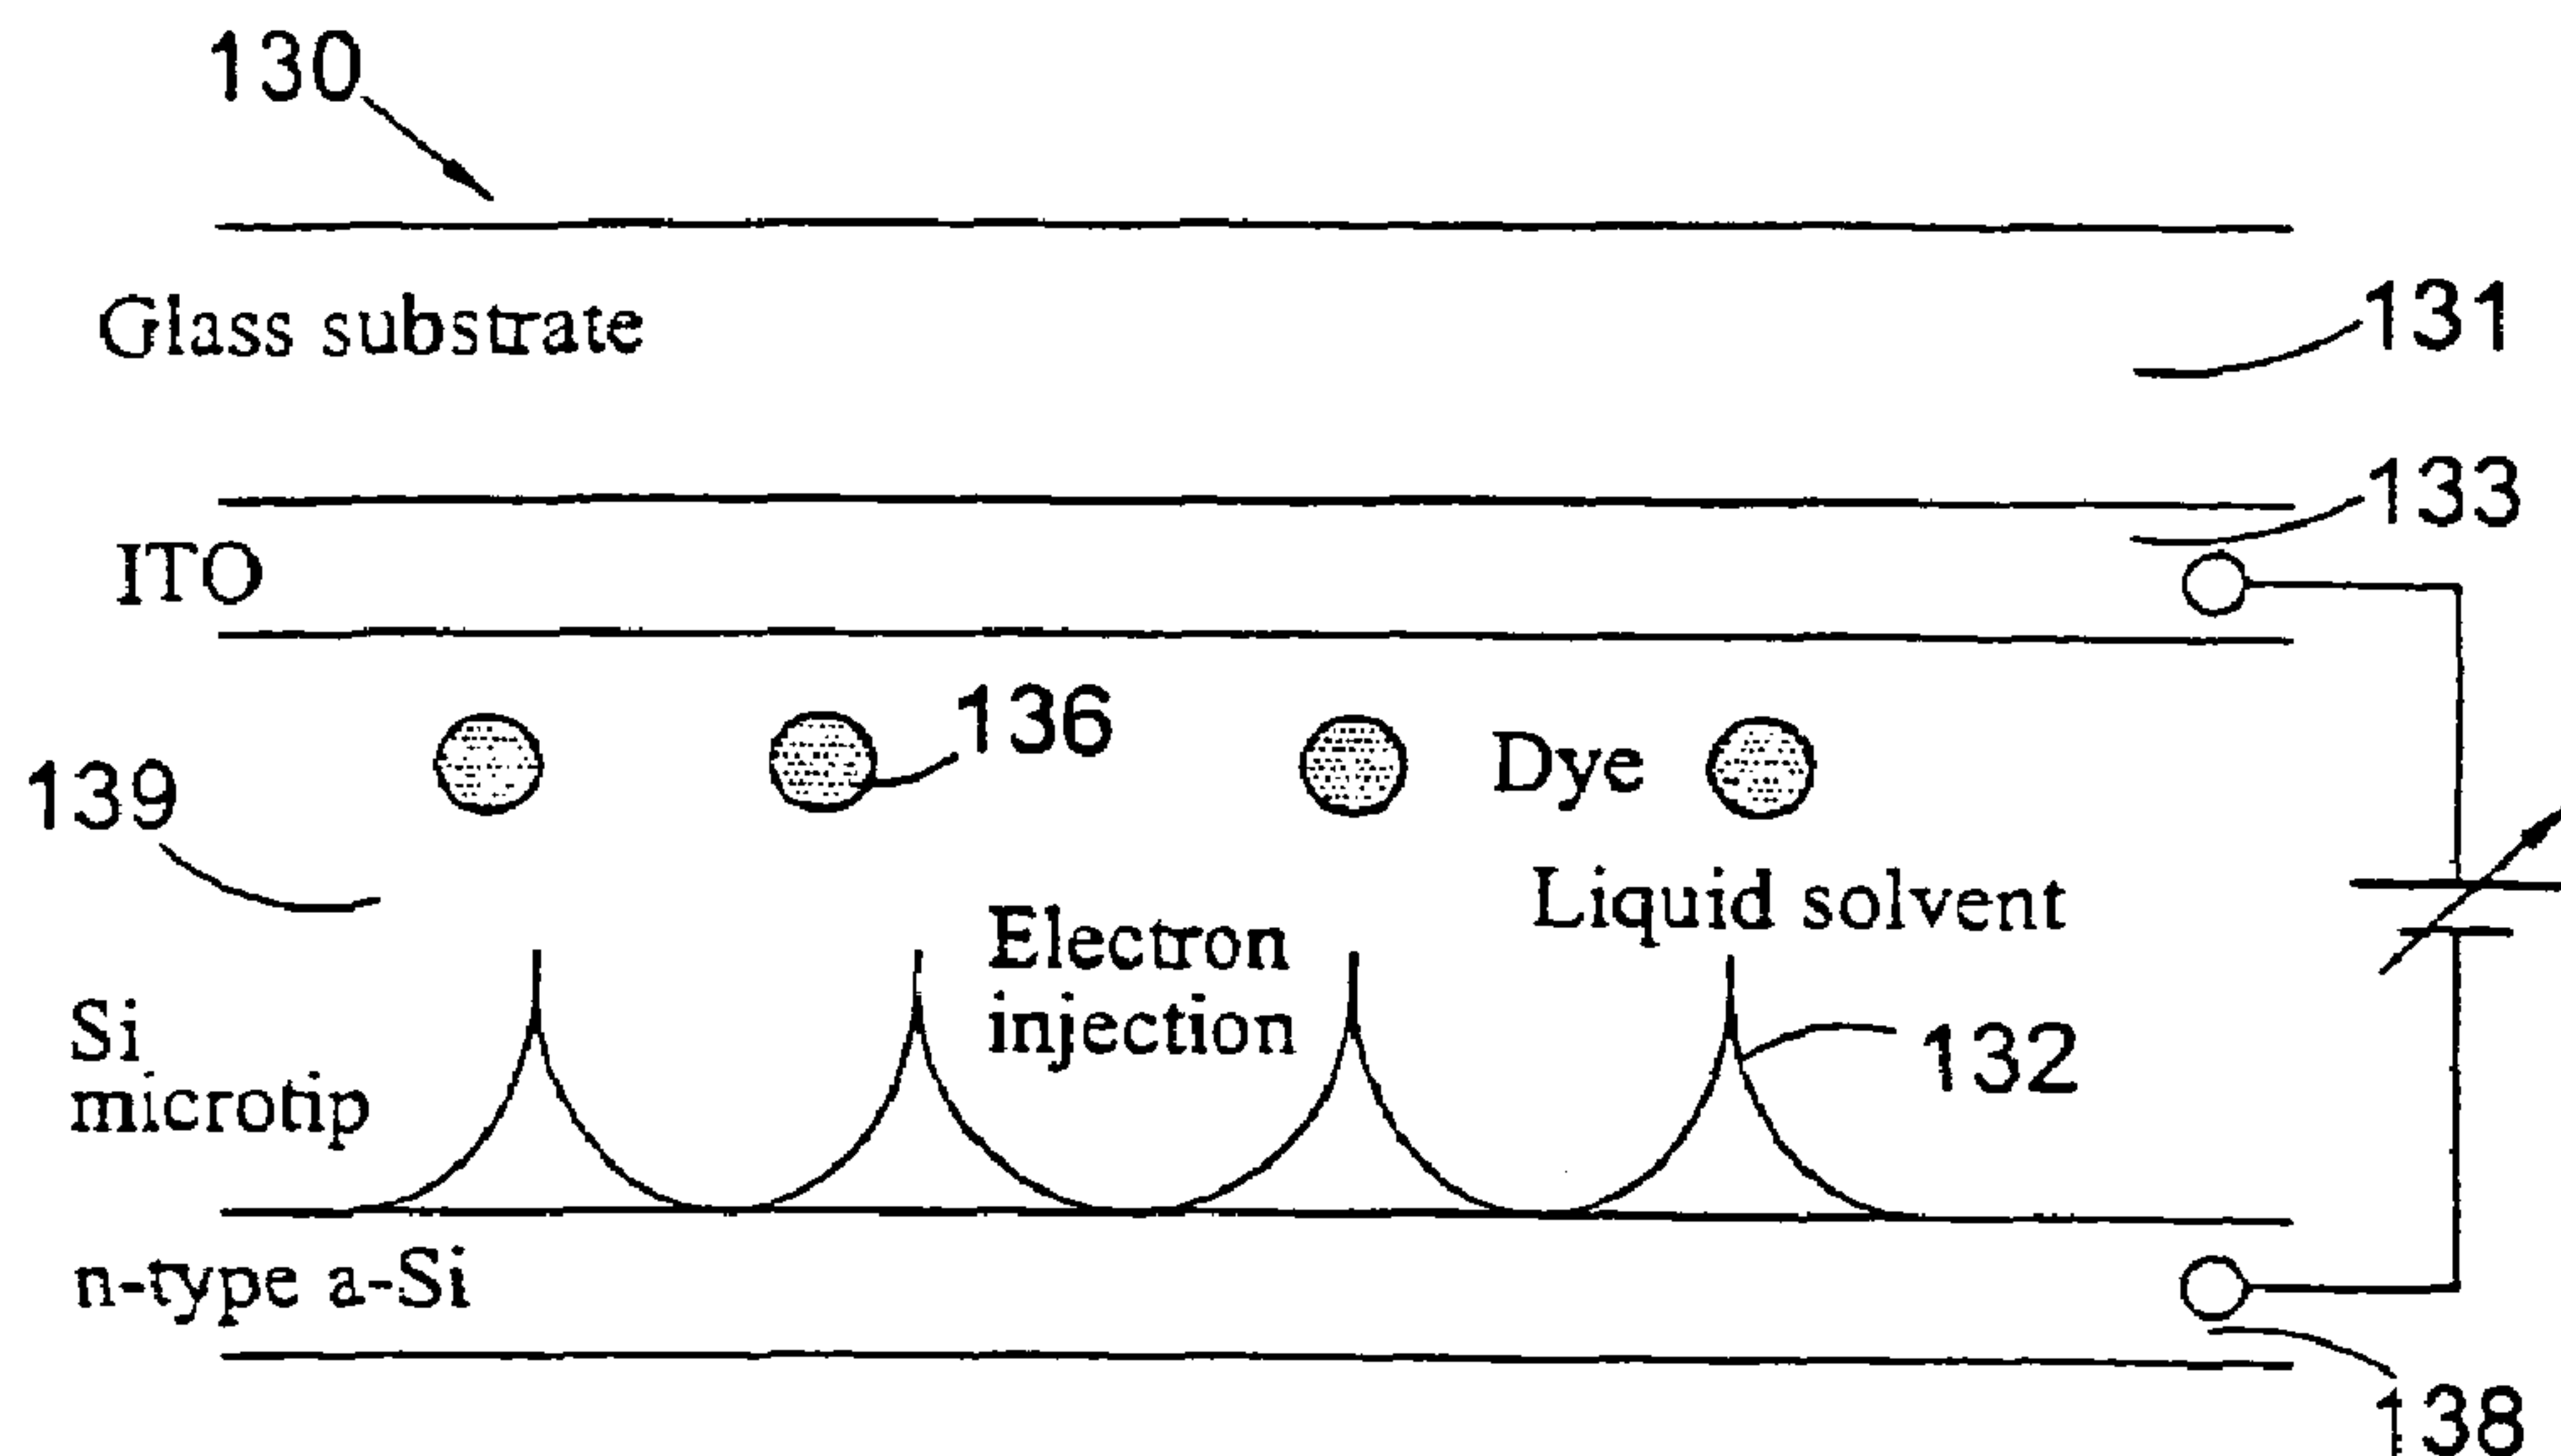 130
Glass substrate
131
133
ITO
136
Dye
139
Liquid solvent
Electron
injection
Si
microtip
132
n-type a-Si
138